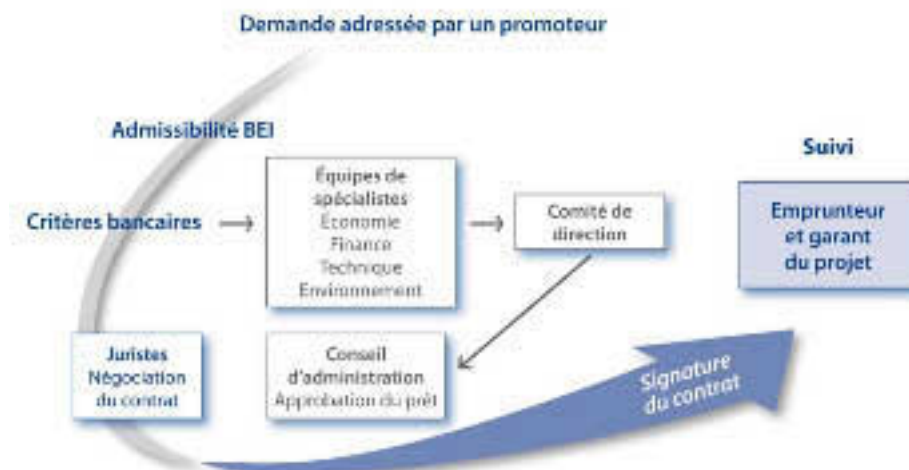 Demande adressée par un promoteur
Admissibilité BEI
Critères bancaires
Équipes de
spécialistes
Économie
Finance
Technique
Environnement
Comité de
direction
Suivi
Emprunteur
et garant
du projet
Juristes
Négociation
du contrat
Conseil
d'administration
Approbation du prêt
Signature
du contrat